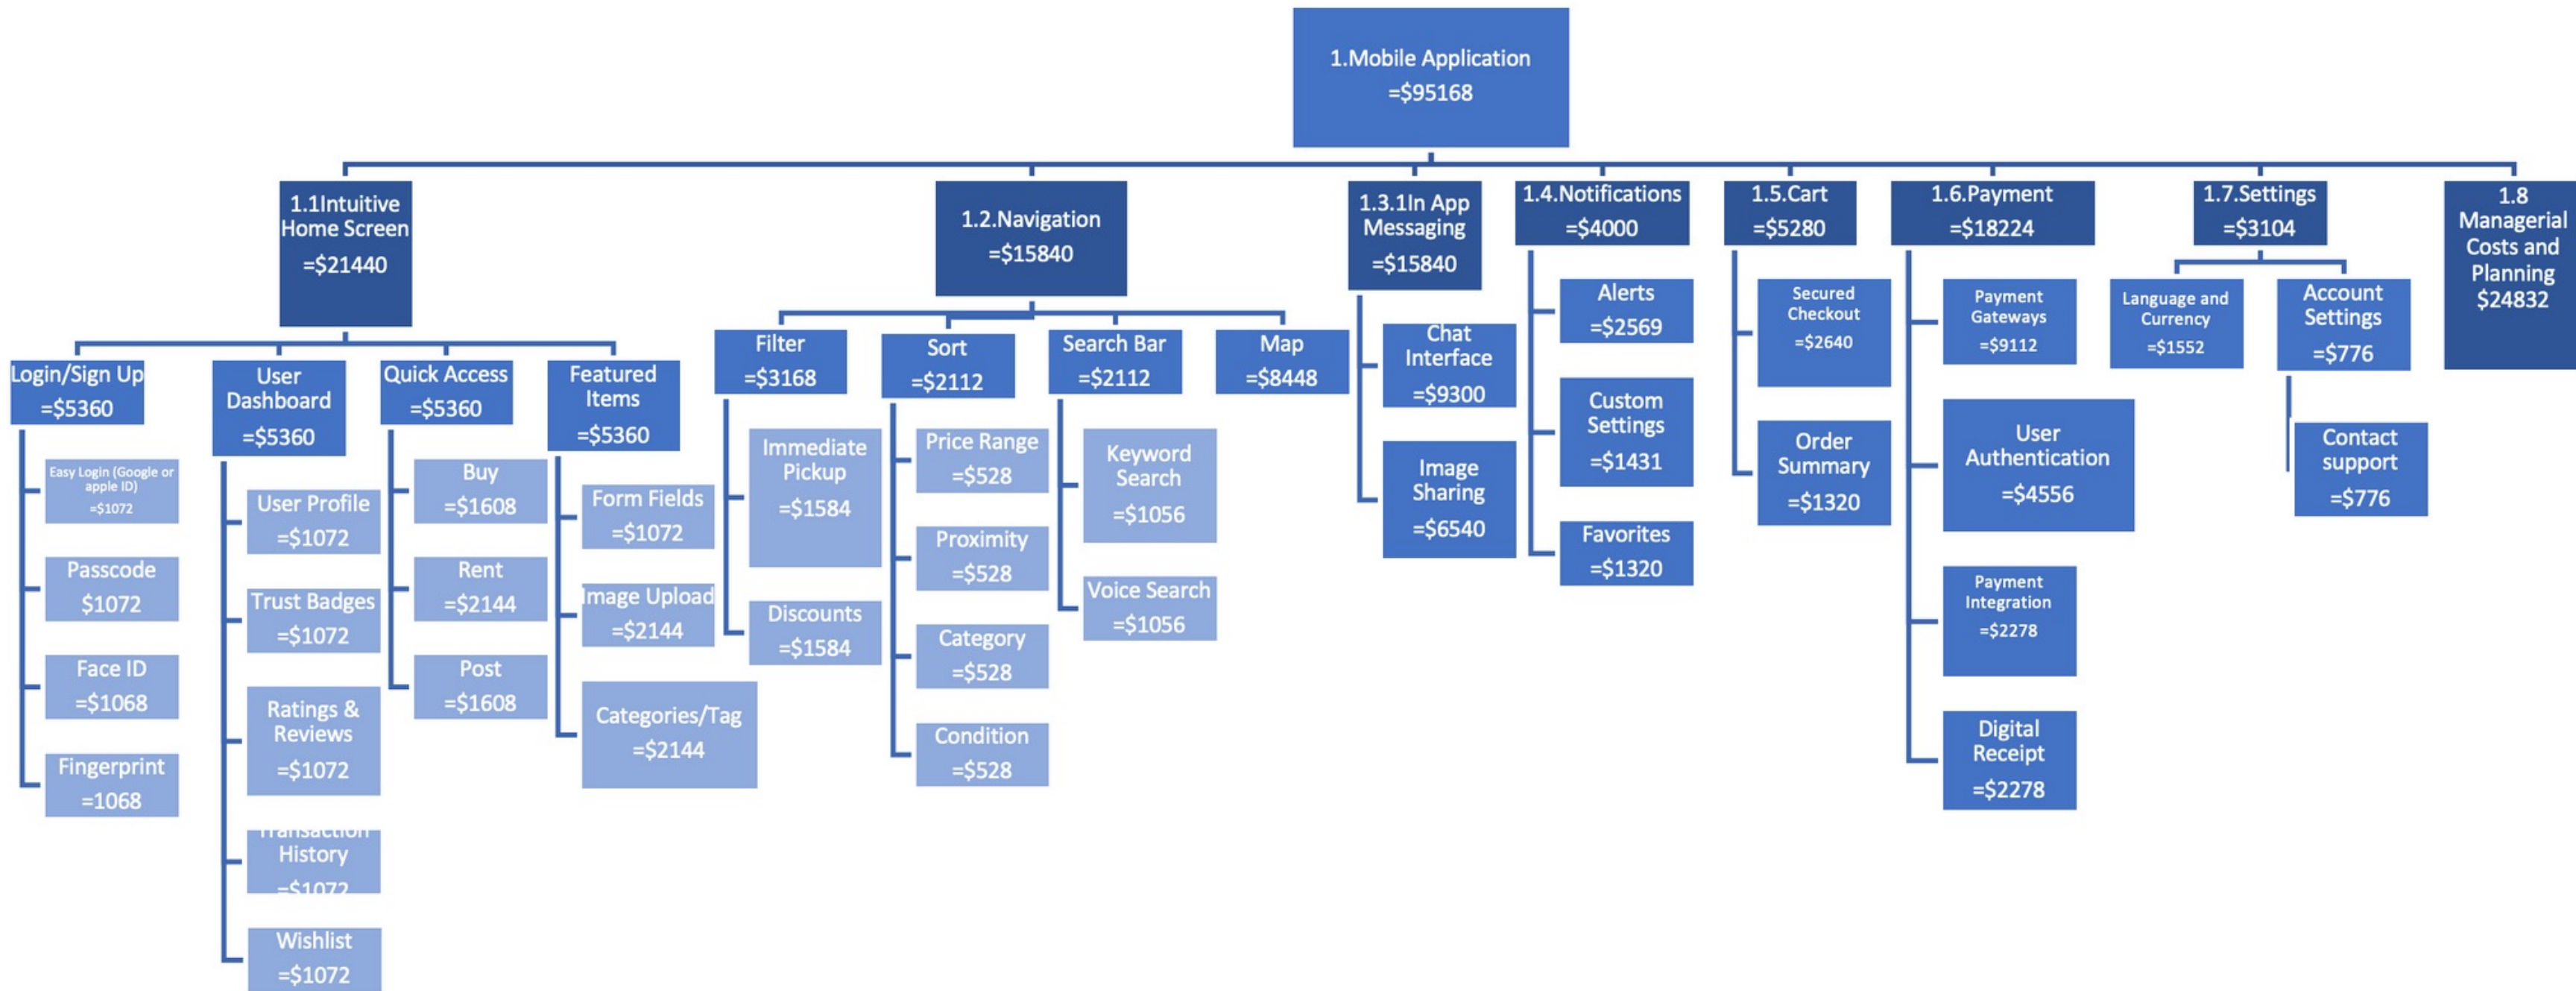 1.Mobile Application
=$95168
1.1Intuitive
Home Screen
=$21440
Login/Sign Up
=$5360
Easy Login (Google or
apple ID)
=$1072
Passcode
$1072
Face ID
=$1068
Fingerprint
=1068
User
Dashboard
=$5360
User Profile
=$1072
Trust Badges
=$1072
Ratings &
Reviews
=$1072
Transaction
History
=$1072
Wishlist
=$1072
Quick Access
=$5360
Buy
=$1608
Rent
=$2144
Post
=$1608
Featured
Items
=$5360
Form Fields
=$1072
Image Upload
=$2144
Categories/Tag
=$2144
1.2.Navigation
=$15840
Filter
=$3168
Immediate
Pickup
=$1584
Discounts
=$1584
Sort
=$2112
Price Range
=$528
Proximity
=$528
Category
=$528
Condition
=$528
Search Bar
=$2112
Keyword
Search
=$1056
Voice Search
=$1056
Map
=$8448
1.3.1In App
Messaging
=$15840
Chat
Interface
=$9300
Image
Sharing
=$6540
1.4.Notifications
=$4000
Alerts
=$2569
Custom
Settings
=$1431
Favorites
=$1320
1.5.Cart
=$5280
Secured
Checkout
=$2640
Order
Summary
=$1320
1.6.Payment
=$18224
Payment
Gateways
=$9112
User
Authentication
=$4556
Payment
Integration
=$2278
Digital
Receipt
=$2278
1.7.Settings
=$3104
Language and
Currency
=$1552
Account
Settings
=$776
Contact
support
=$776
1.8
Managerial
Costs and
Planning
$24832